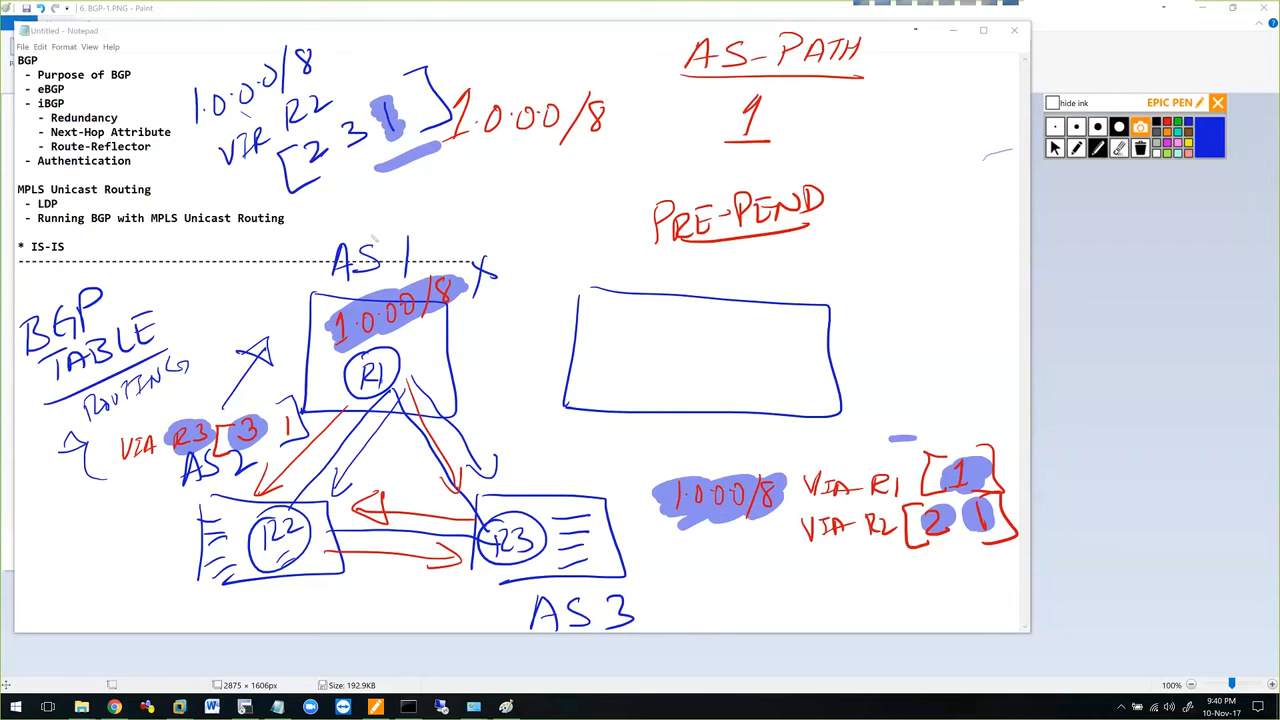 6. BGP-1.PNG - Paint
Untitled - Notepad
File Edit Format View Help
BGP
- Purpose of BGP
- eBGP
- iBGP
- Redundancy
- Next-Hop Attribute
- Route-Reflector
- Authentication
MPLS Unicast Routing
- LDP
- Running BGP with MPLS Unicast Routing
* IS-IS
1.0.0.0/8
VIA R2
[2 3 1]
1.0.0.0/8
AS-PATH
1
PRE-PEND
hide ink
EPIC PEN
AS 1
1.0.0.0/8
R1
BGP
TABLE
ROUTING
VIA R3 [3 1]
AS2
R2
R3
AS 3
1.0.0.0/8 VIA R1 [1]
VIA R2 [2 1]
2875 × 1606px
Size: 192.9KB
100%
9:40 PM
10-Nov-17